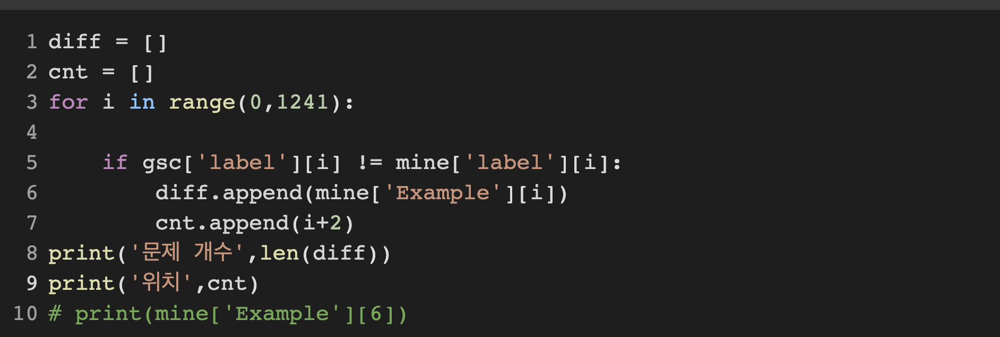 1 diff = []
2 cnt = []
3 for i in range(0,1241):
4
5     if gsc['label'][i] != mine['label'][i]:
6         diff.append(mine['Example'][i])
7         cnt.append(i+2)
8 print('문제 개수',len(diff))
9 print('위치',cnt)
10 # print(mine['Example'][6])